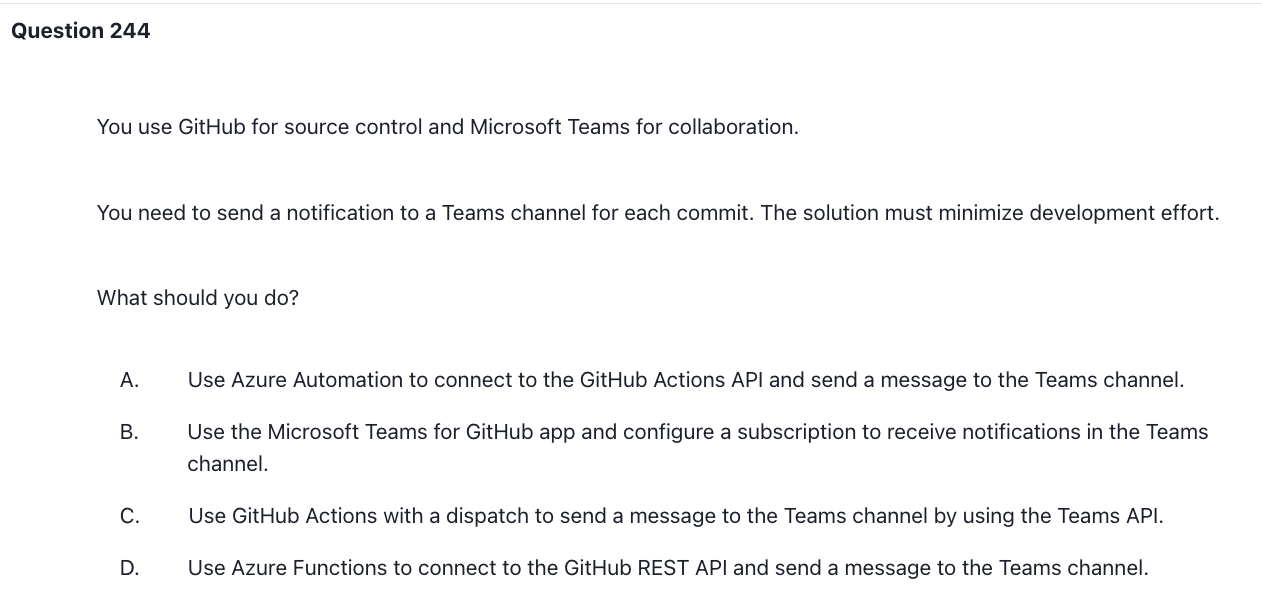 Question 244
You use GitHub for source control and Microsoft Teams for collaboration.
You need to send a notification to a Teams channel for each commit. The solution must minimize development effort.
What should you do?
A. Use Azure Automation to connect to the GitHub Actions API and send a message to the Teams channel.
B. Use the Microsoft Teams for GitHub app and configure a subscription to receive notifications in the Teams
channel.
C. Use GitHub Actions with a dispatch to send a message to the Teams channel by using the Teams API.
D. Use Azure Functions to connect to the GitHub REST API and send a message to the Teams channel.